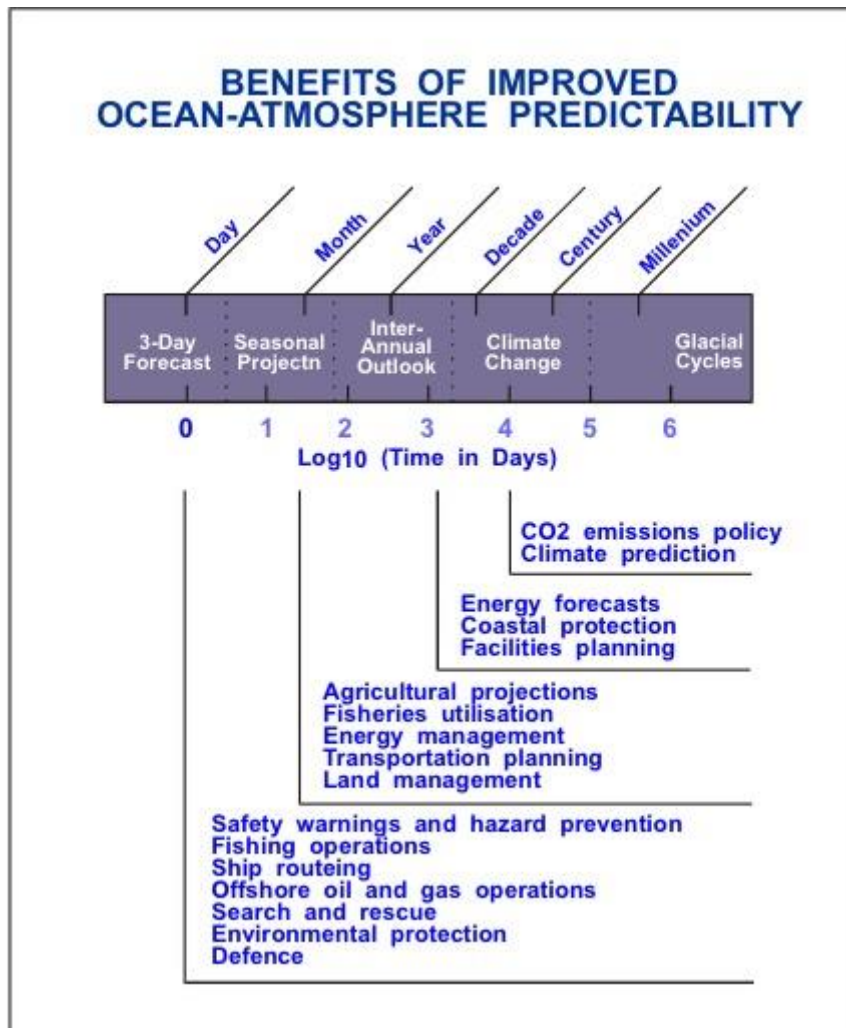 BENEFITS OF IMPROVED
OCEAN-ATMOSPHERE PREDICTABILITY
Day
Month
Year
Decade
Century
Millenium
3-Day
Forecast
Seasonal
Projectn
Inter-
Annual
Outlook
Climate
Change
Glacial
Cycles
0 1 2 3 4 5 6
Log10 (Time in Days)
CO2 emissions policy
Climate prediction
Energy forecasts
Coastal protection
Facilities planning
Agricultural projections
Fisheries utilisation
Energy management
Transportation planning
Land management
Safety warnings and hazard prevention
Fishing operations
Ship routeing
Offshore oil and gas operations
Search and rescue
Environmental protection
Defence